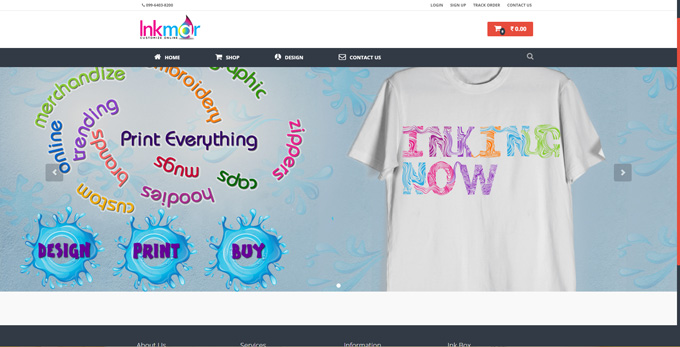 099-6403-8200
LOGIN SIGN UP TRACK ORDER CONTACT US
Inkmor
CUSTOMIZE ONLINE
0 ₹ 0.00
HOME SHOP DESIGN CONTACT US
merchandize
embroidery
graphic
trending
online
brands
Print Everything
zippers
mugs
caps
hoodies
custom
DESIGN PRINT BUY
INKING
NOW
About Us Services Information Ink Box